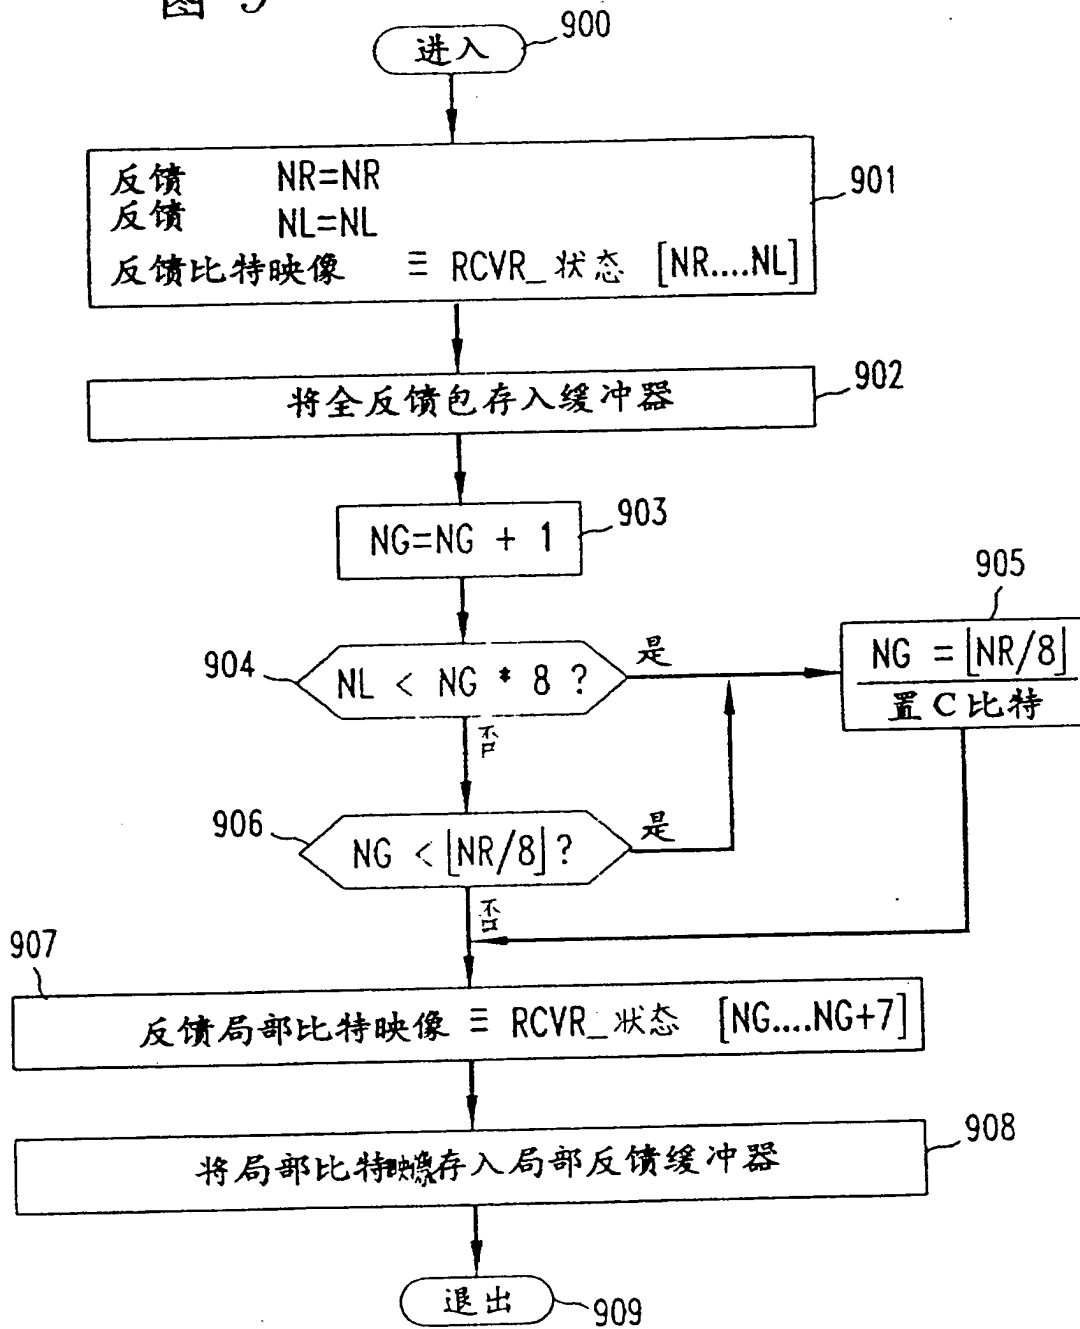 图 9
进入
900
反馈 NR=NR
反馈 NL=NL
反馈比特映像 ≡ RCVR_状态 [NR....NL]
901
将全反馈包存入缓冲器
902
NG=NG + 1
903
904
NL < NG * 8 ?
是
905
NG = ⌊NR/8⌋
置C比特
否
906
NG < ⌊NR/8⌋?
是
否
907
反馈局部比特映像 ≡ RCVR_状态 [NG....NG+7]
将局部比特映像存入局部反馈缓冲器
908
退出
909